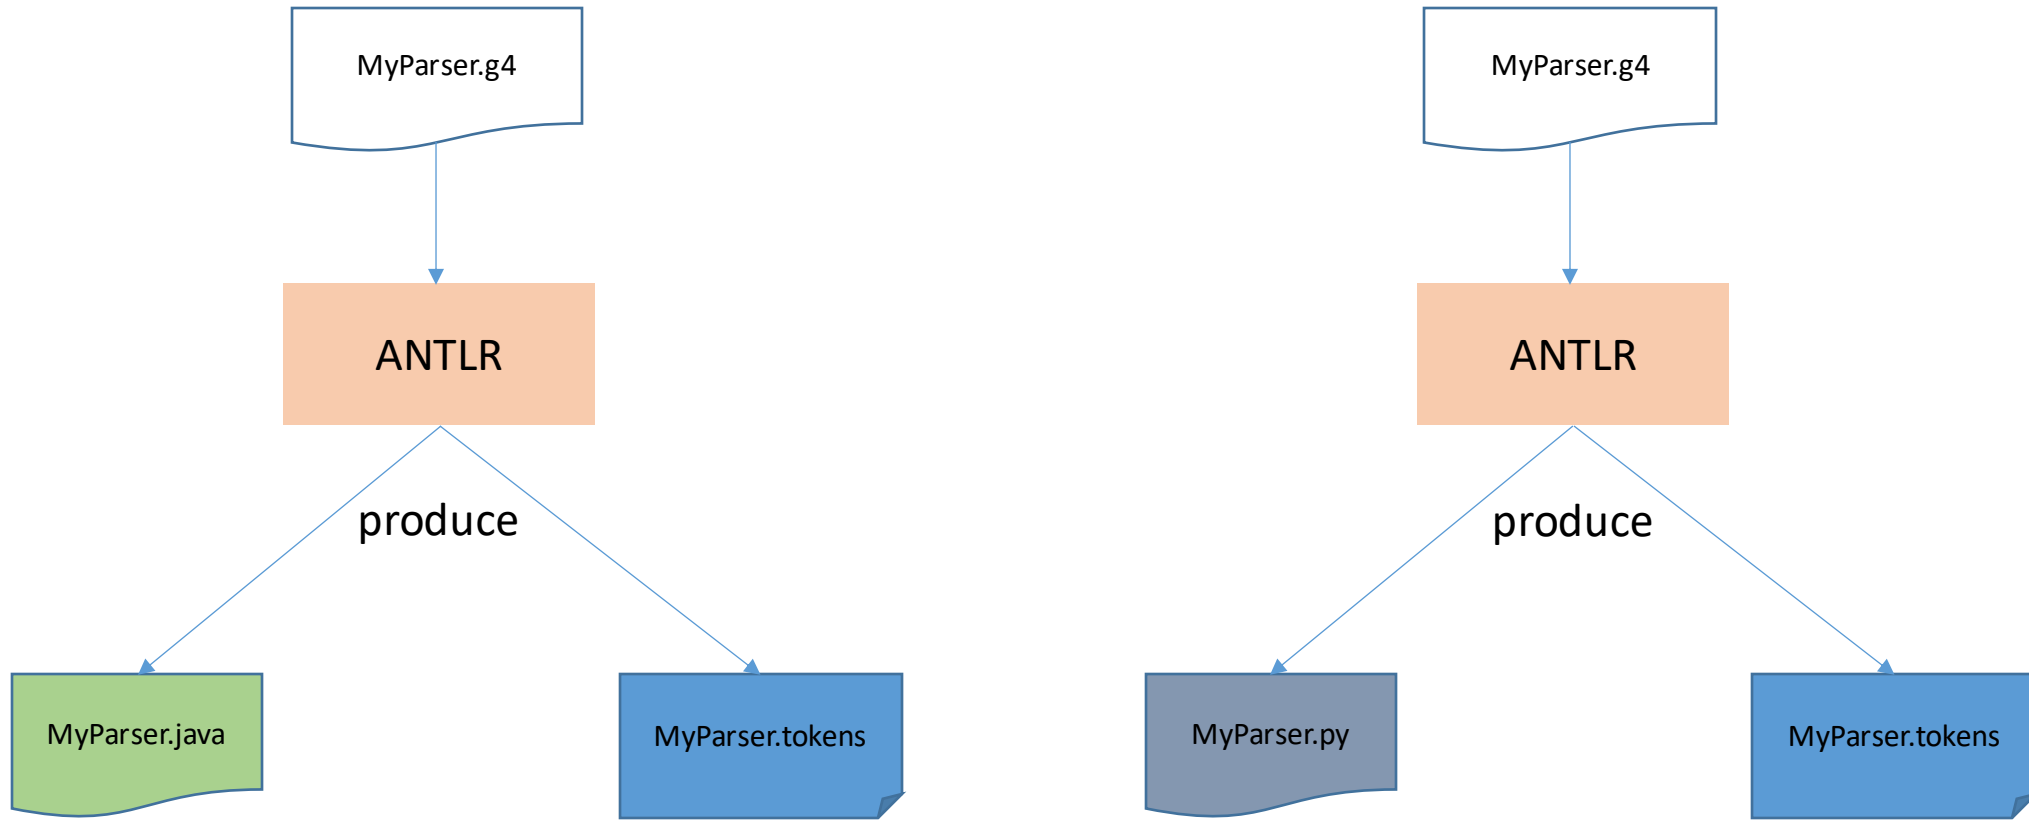 MyParser.g4
MyParser.g4
ANTLR
ANTLR
produce
produce
MyParser.java
MyParser.tokens
MyParser.py
MyParser.tokens